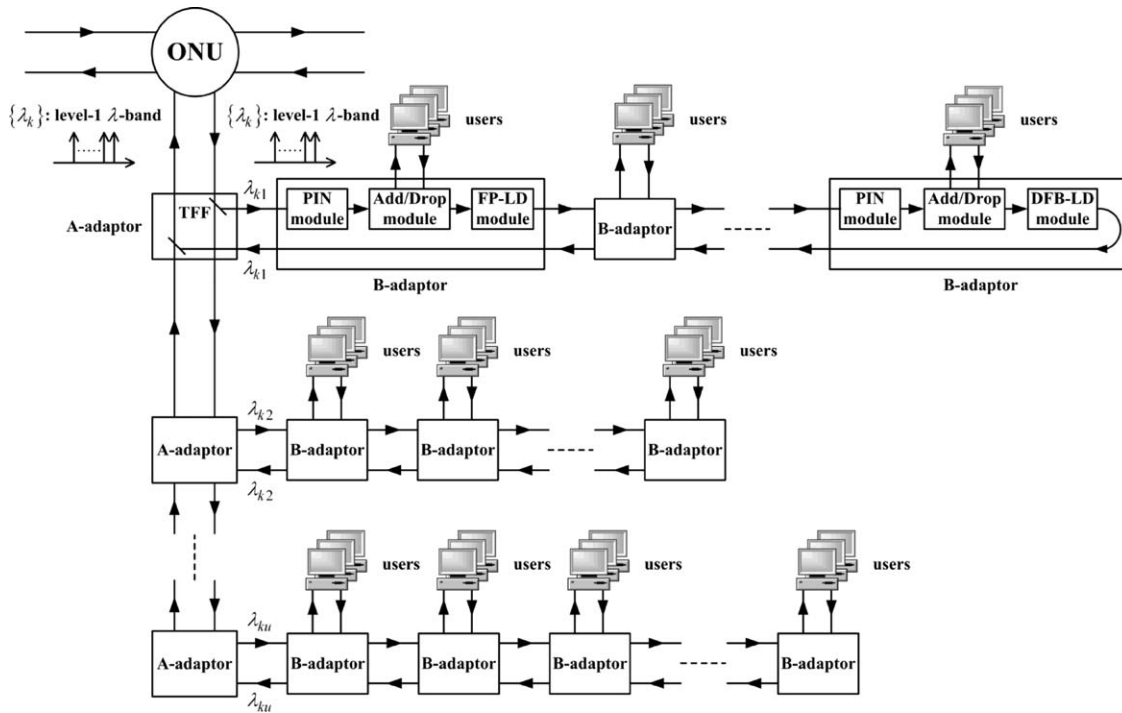 ONU
{λk}: level-1 λ-band
{λk}: level-1 λ-band
users
users
users
A-adaptor
TFF
λk1
λk1
PIN
module
Add/Drop
module
FP-LD
module
B-adaptor
B-adaptor
PIN
module
Add/Drop
module
DFB-LD
module
B-adaptor
users
users
users
A-adaptor
λk2
λk2
B-adaptor
B-adaptor
B-adaptor
users
users
users
users
A-adaptor
λku
λku
B-adaptor
B-adaptor
B-adaptor
B-adaptor